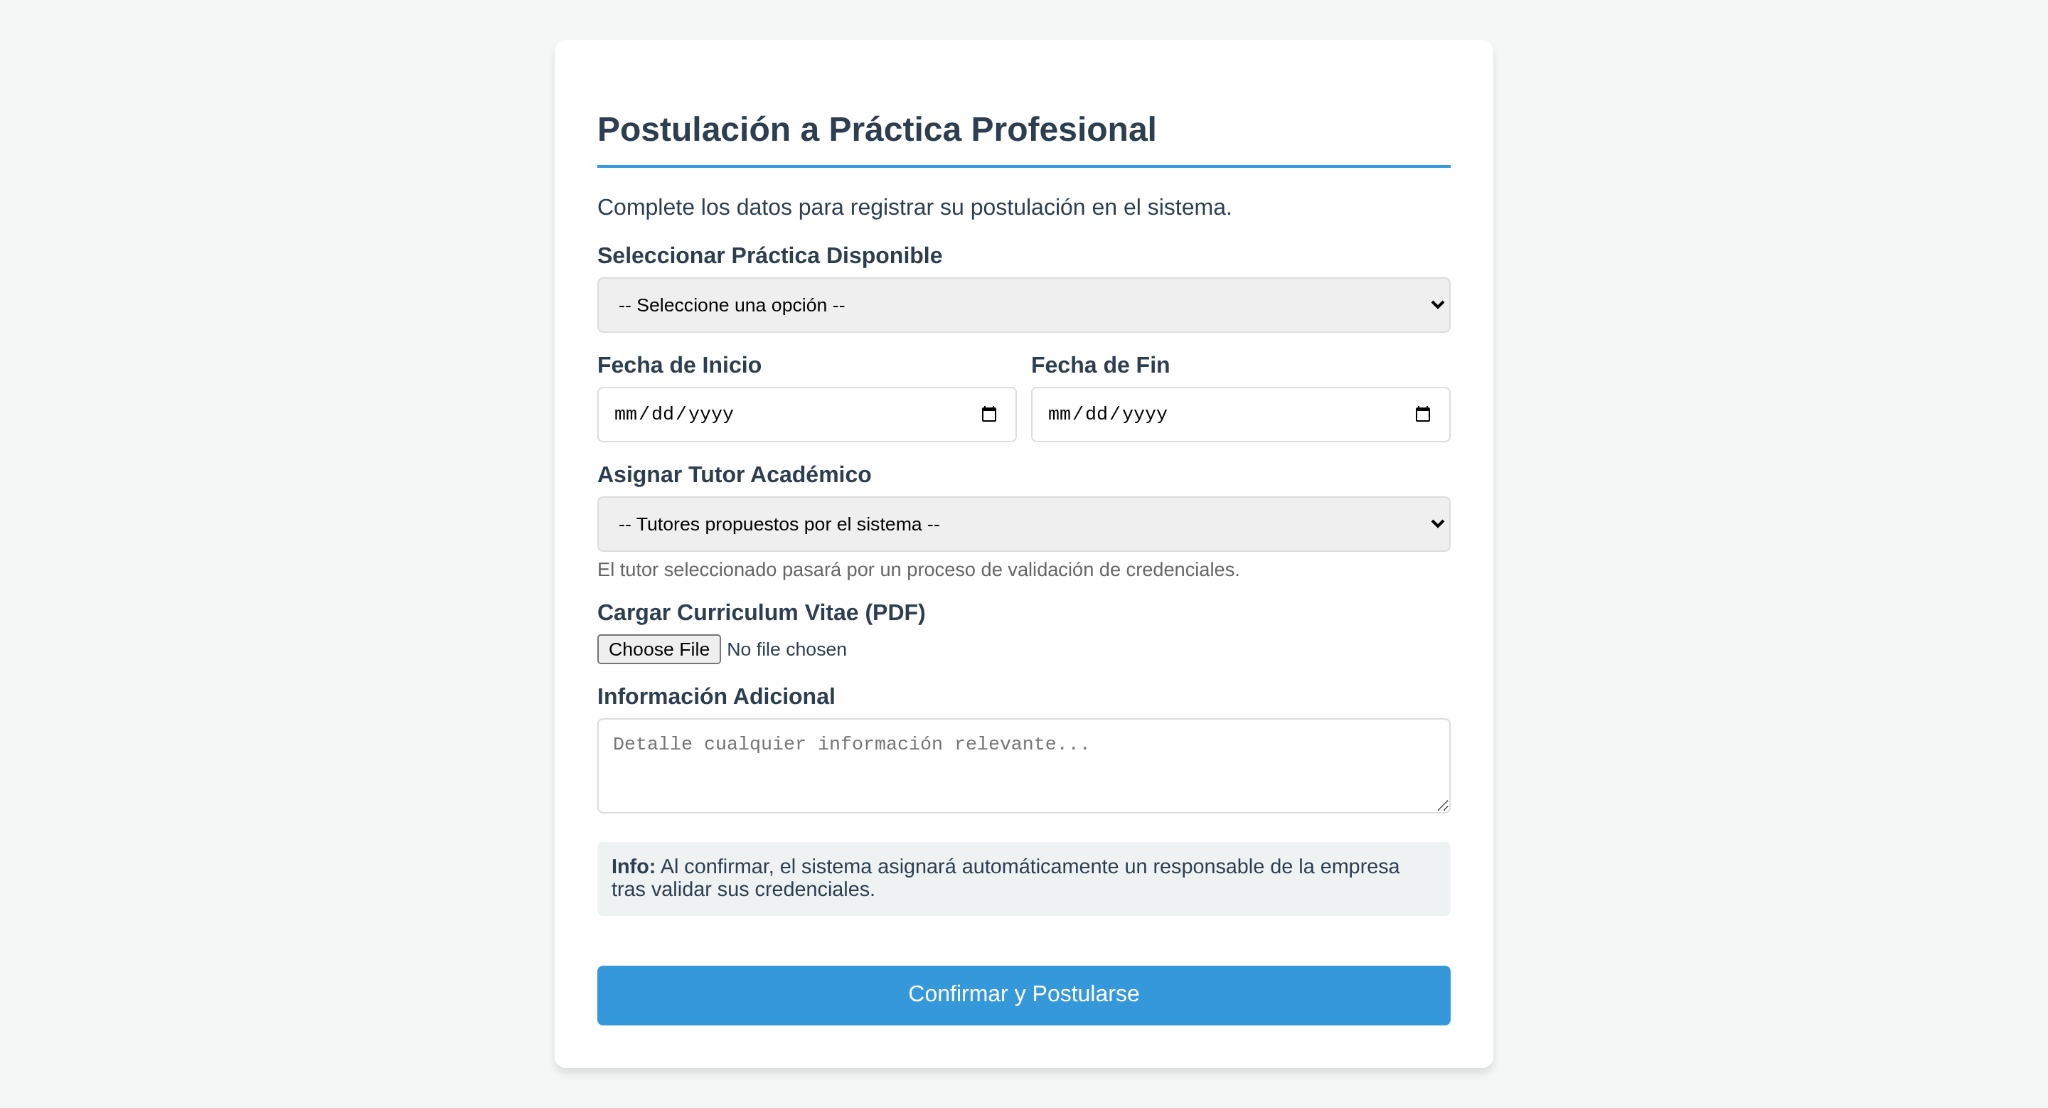 Postulación a Práctica Profesional
Complete los datos para registrar su postulación en el sistema.
Seleccionar Práctica Disponible
-- Seleccione una opción --
Fecha de Inicio
mm/dd/yyyy
Fecha de Fin
mm/dd/yyyy
Asignar Tutor Académico
-- Tutores propuestos por el sistema --
El tutor seleccionado pasará por un proceso de validación de credenciales.
Cargar Curriculum Vitae (PDF)
Choose File No file chosen
Información Adicional
Detalle cualquier información relevante...
Info: Al confirmar, el sistema asignará automáticamente un responsable de la empresa
tras validar sus credenciales.
Confirmar y Postularse